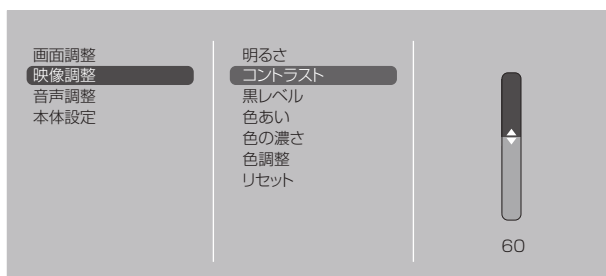 画面調整
映像調整
音声調整
本体設定
明るさ
コントラスト
黒レベル
色あい
色の濃さ
色調整
リセット
60